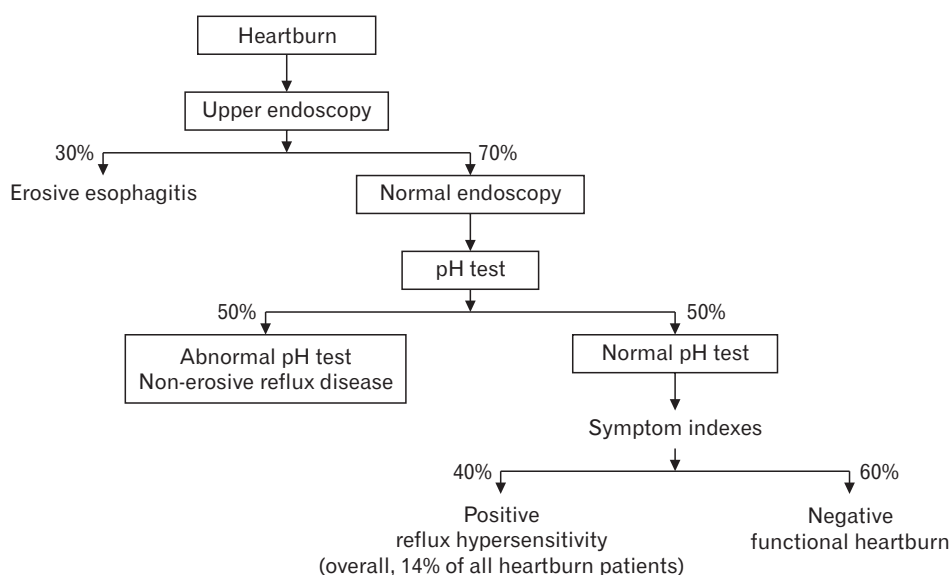 Heartburn
Upper endoscopy
30%
70%
Erosive esophagitis
Normal endoscopy
pH test
50%
50%
Abnormal pH test
Non-erosive reflux disease
Normal pH test
Symptom indexes
40%
60%
Positive
reflux hypersensitivity
(overall, 14% of all heartburn patients)
Negative
functional heartburn